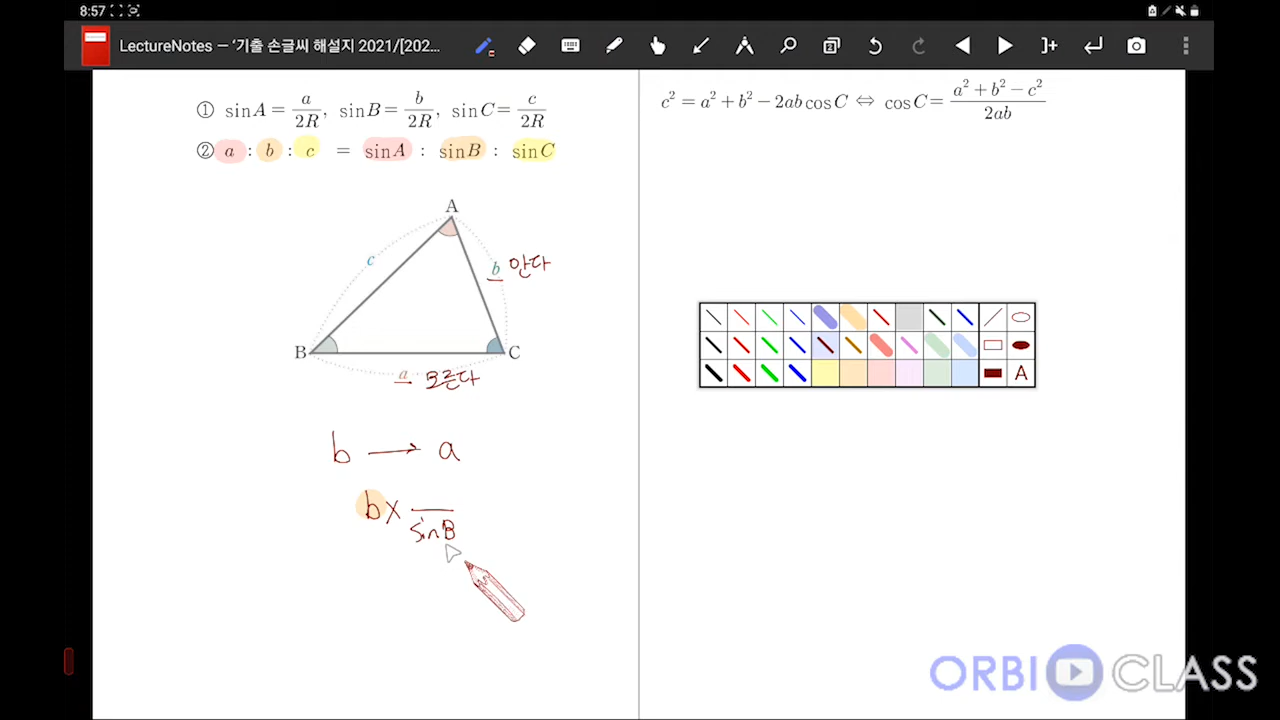 8:57
LectureNotes – ‘기출 손글씨 해설지 2021/[202...
① sinA = a/2R, sinB = b/2R, sinC = c/2R
② a : b : c = sinA : sinB : sinC
A
c
b 안다
B
C
a 모른다
b → a
b × /sinB
c² = a² + b² − 2ab cosC ⇔ cosC = (a² + b² − c²)/2ab
A
ORBI CLASS